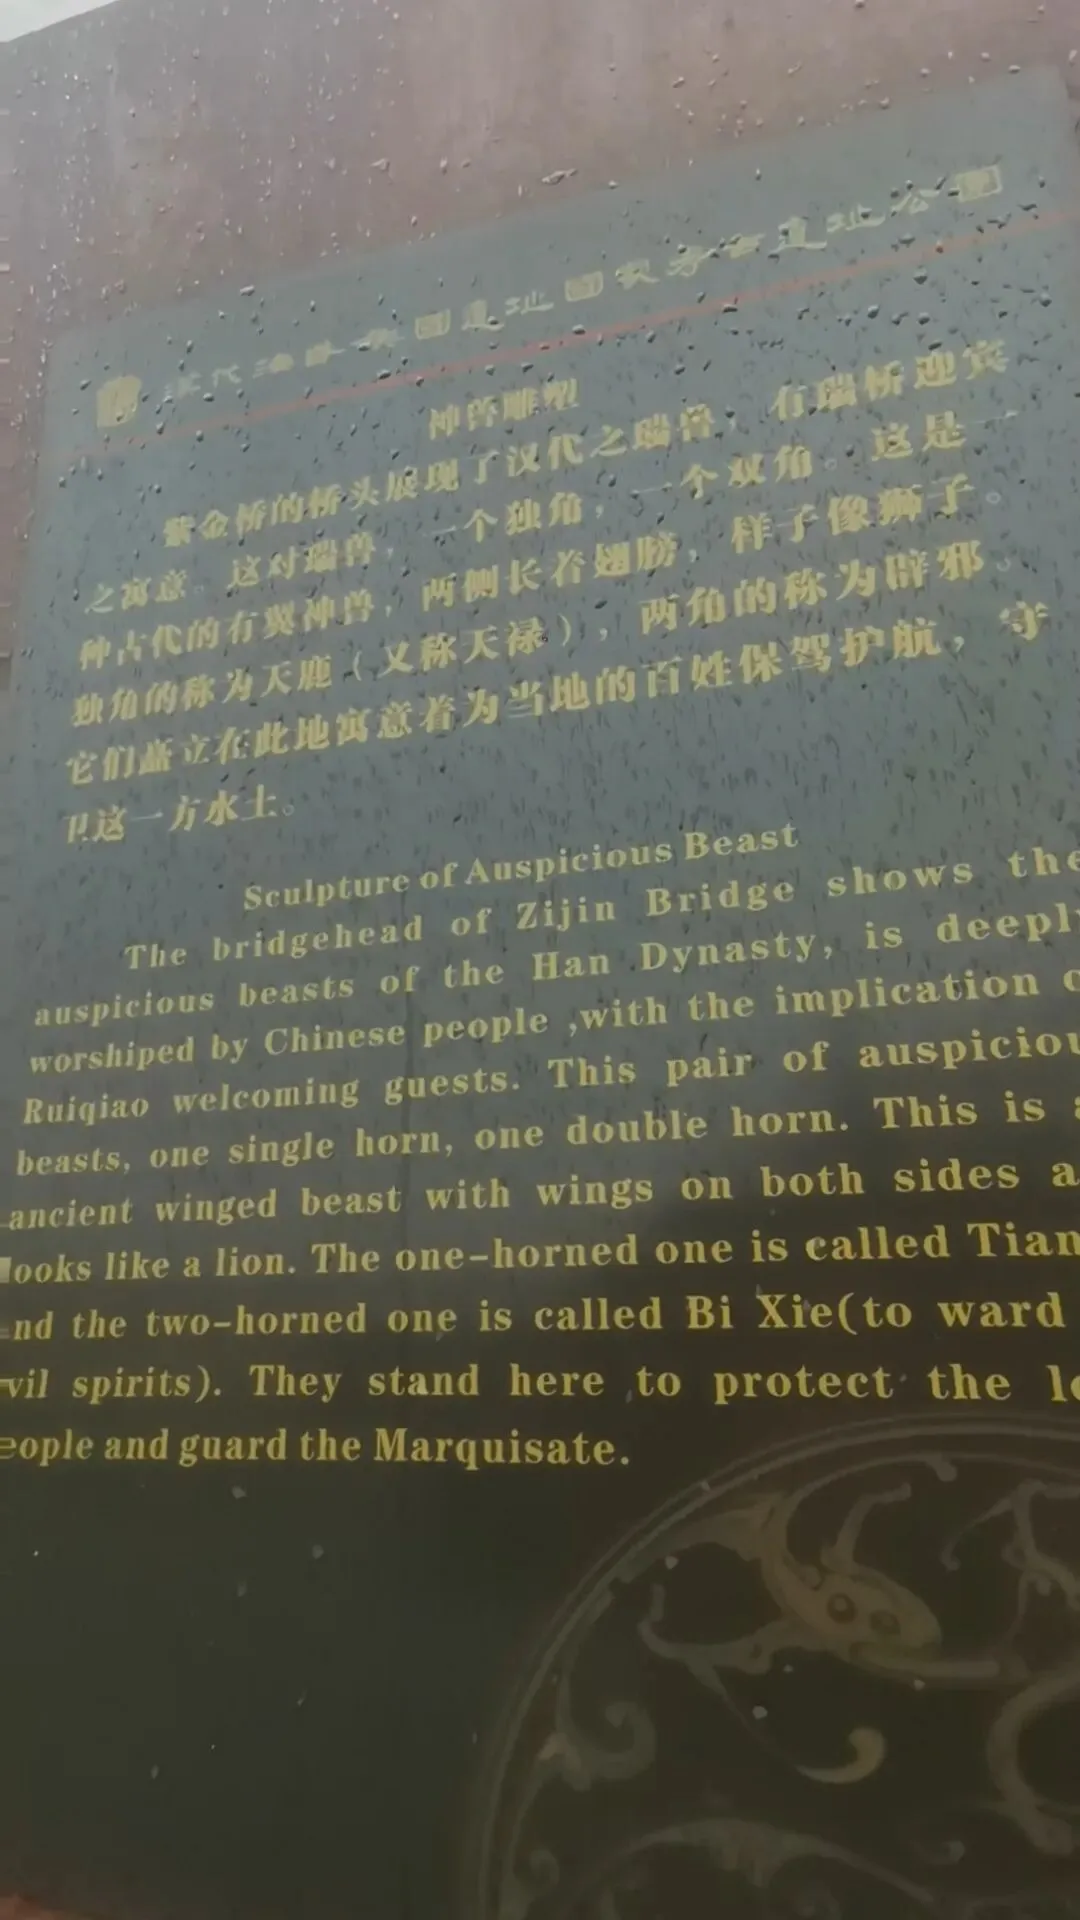 汉代海昏侯国遗址国家考古遗址公园
神兽雕塑
紫金桥的桥头展现了汉代之瑞兽，有瑞桥迎宾
之寓意。这对瑞兽，一个独角，一个双角。这是一
种古代的有翼神兽，两侧长着翅膀，样子像狮子。
独角的称为天鹿（又称天禄），两角的称为辟邪。
它们矗立在此地寓意着为当地的百姓保驾护航，守
卫这一方水土。
Sculpture of Auspicious Beast
The bridgehead of Zijin Bridge shows the
auspicious beasts of the Han Dynasty, is deepl
worshiped by Chinese people ,with the implication o
Ruiqiao welcoming guests. This pair of auspiciou
beasts, one single horn, one double horn. This is a
ancient winged beast with wings on both sides a
looks like a lion. The one-horned one is called Tian
nd the two-horned one is called Bi Xie(to ward
vil spirits). They stand here to protect the lo
eople and guard the Marquisate.